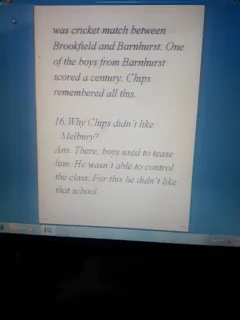 was cricket match between
Brookfield and Barnhurst. One
of the boys from Barnhurst
scored a century. Chips
remembered all this.
16. Why Chips didn't like
Melbury?
Ans. There, boys used to tease
him. He wasn't able to control
the class. For this he didn't like
that school.